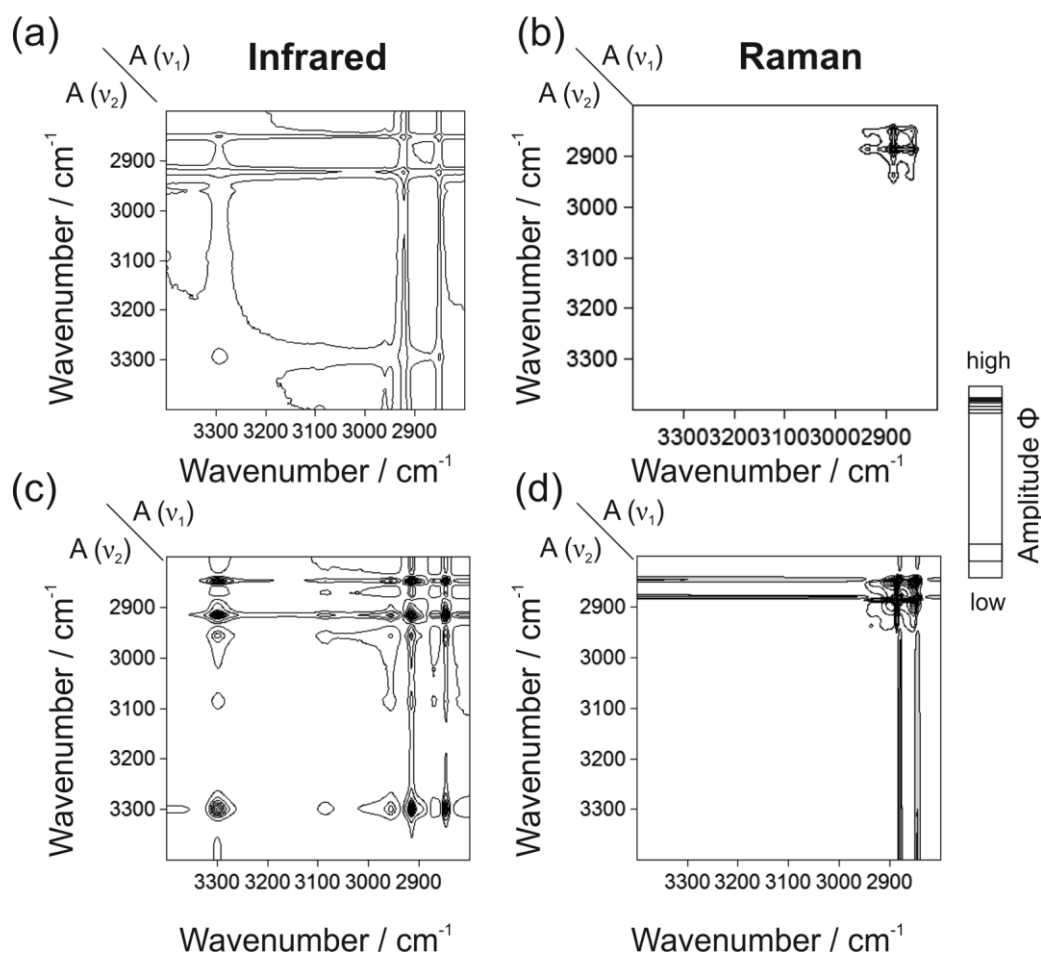 (a)
A (ν1)
A (ν2)
Infrared
Wavenumber / cm-1
2900
3000
3100
3200
3300
3300 3200 3100 3000 2900
Wavenumber / cm-1
(b)
A (ν1)
A (ν2)
Raman
Wavenumber / cm-1
2900
3000
3100
3200
3300
3300320031003000 2900
Wavenumber / cm-1
high
Amplitude Φ
low
(c)
A (ν1)
A (ν2)
Wavenumber / cm-1
2900
3000
3100
3200
3300
3300 3200 3100 3000 2900
Wavenumber / cm-1
(d)
A (ν1)
A (ν2)
Wavenumber / cm-1
2900
3000
3100
3200
3300
3300 3200 3100 3000 2900
Wavenumber / cm-1